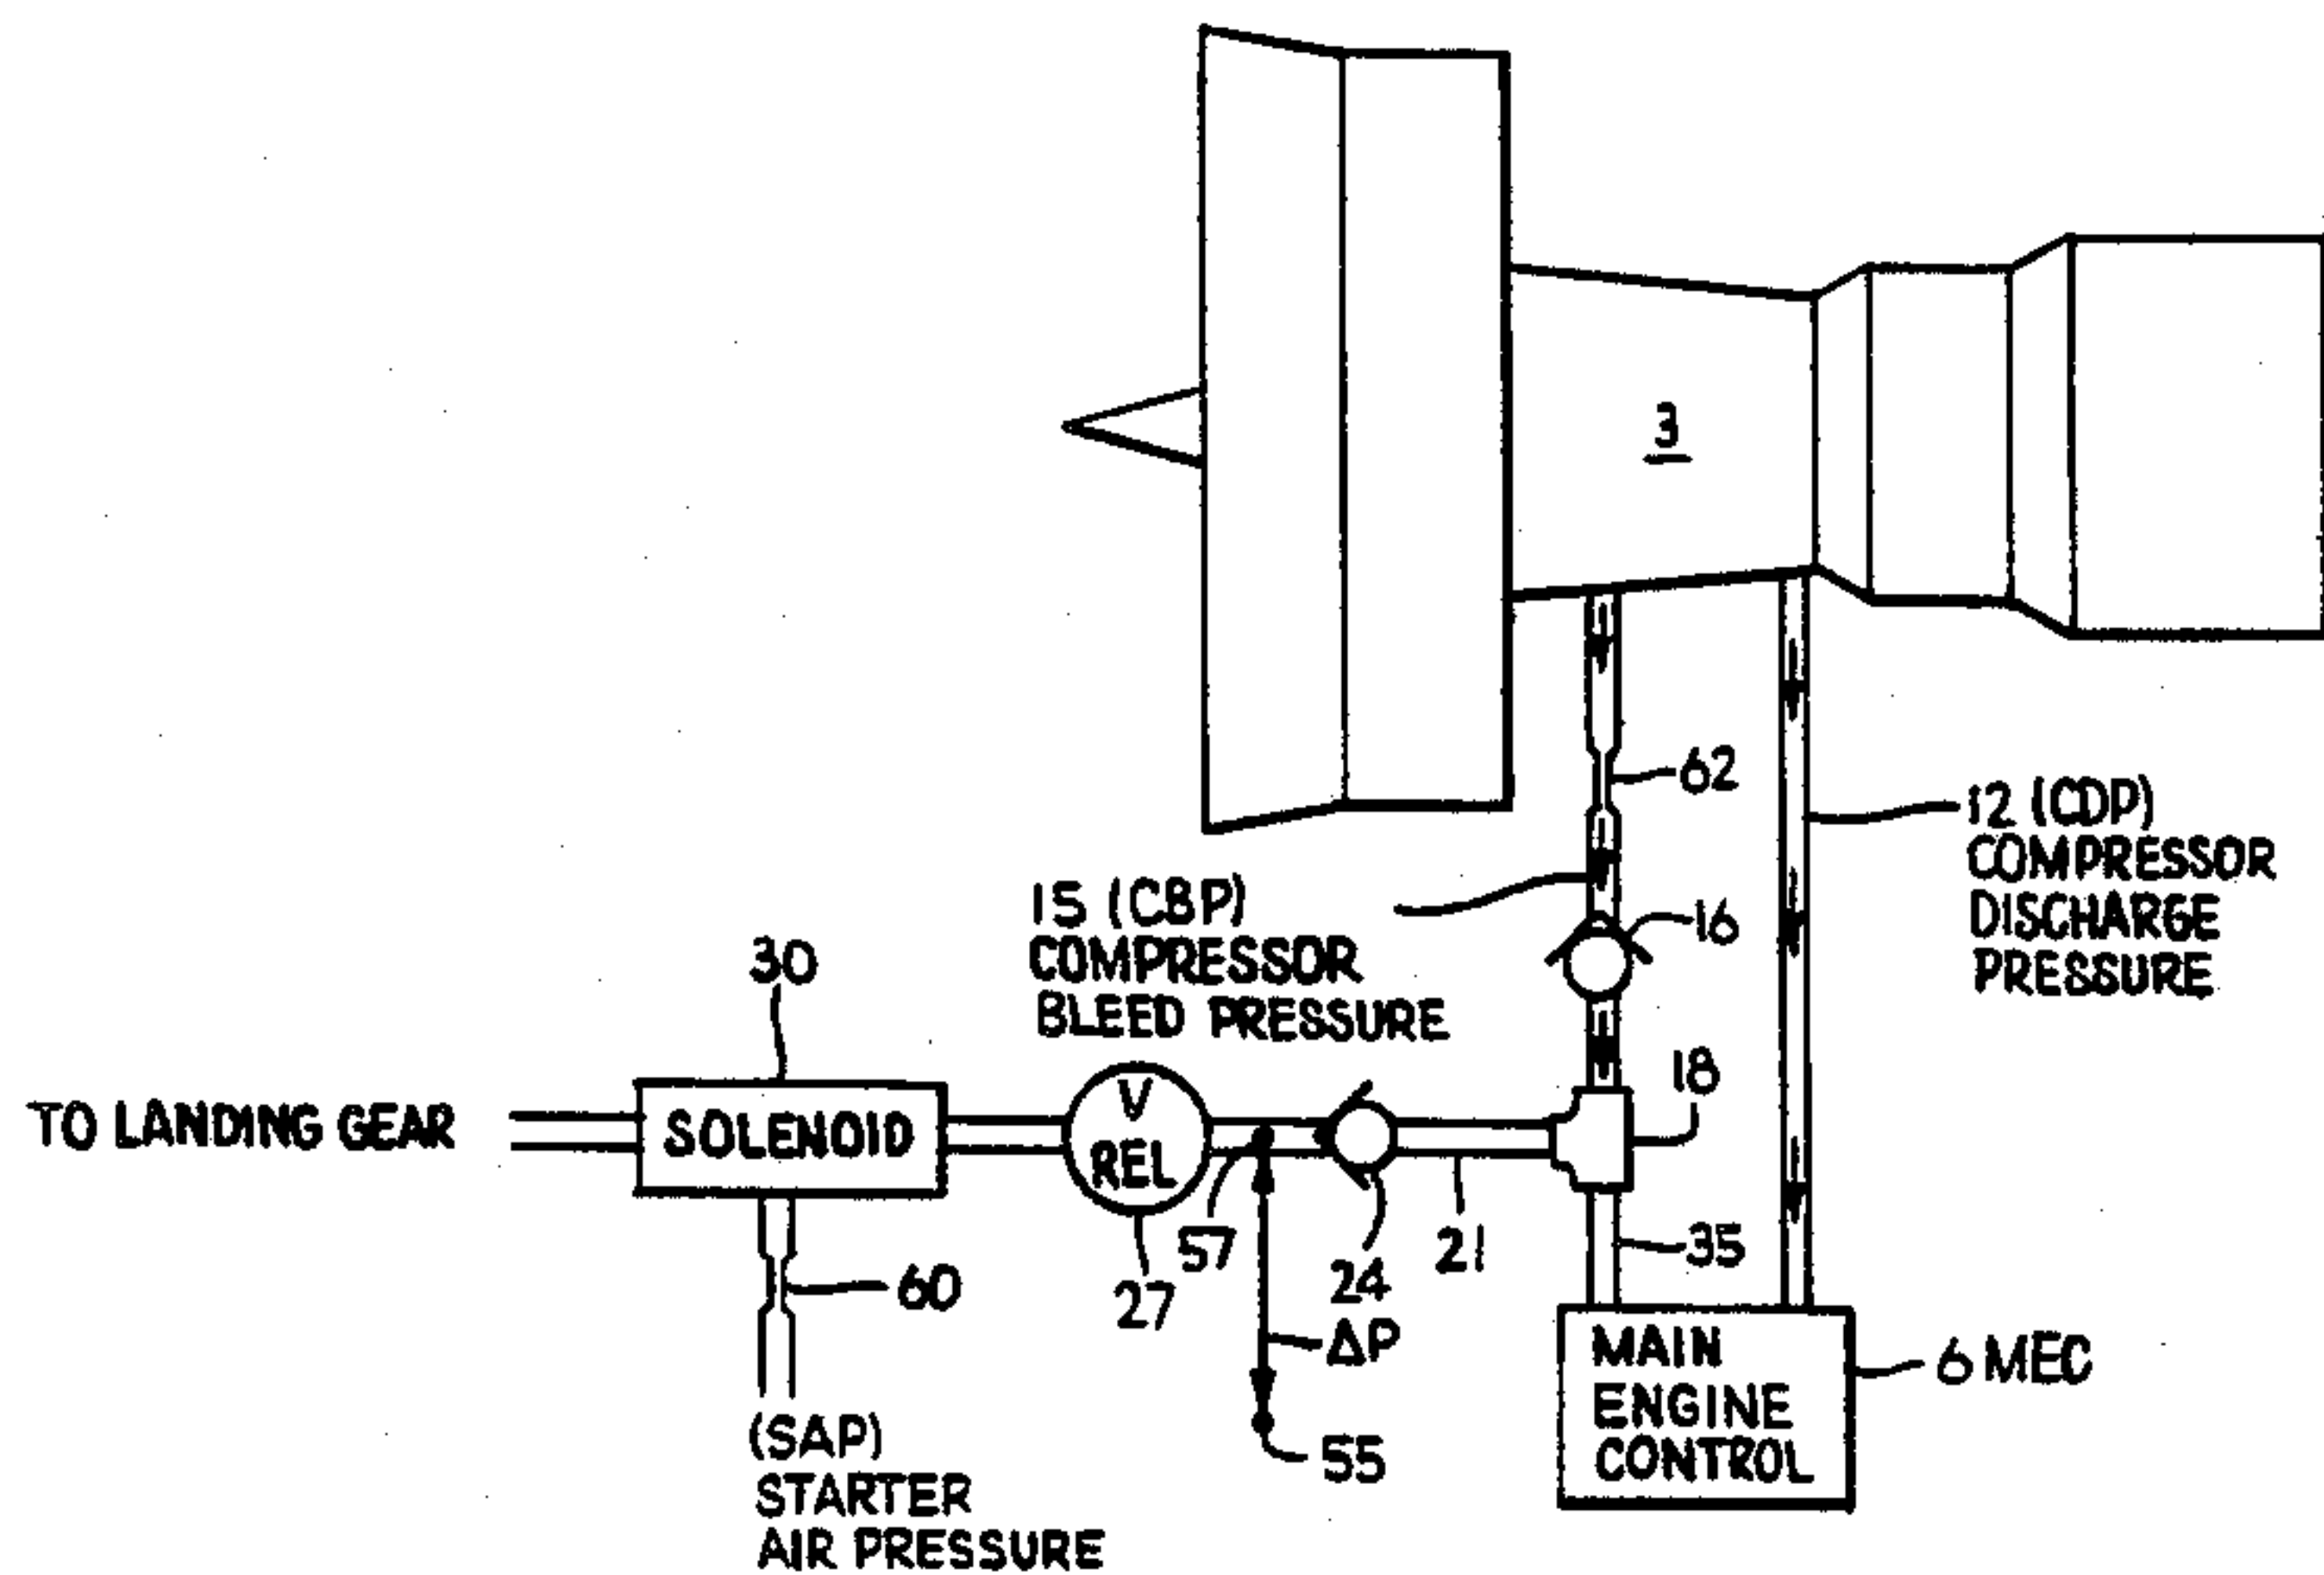 3
62
12 (CDP)
COMPRESSOR
DISCHARGE
PRESSURE
15 (CBP)
COMPRESSOR
BLEED PRESSURE
16
30
18
TO LANDING GEAR
SOLENOID
V
REL
57
24
21
35
60
27
ΔP
MAIN
ENGINE
CONTROL
6 MEC
(SAP)
STARTER
AIR PRESSURE
55